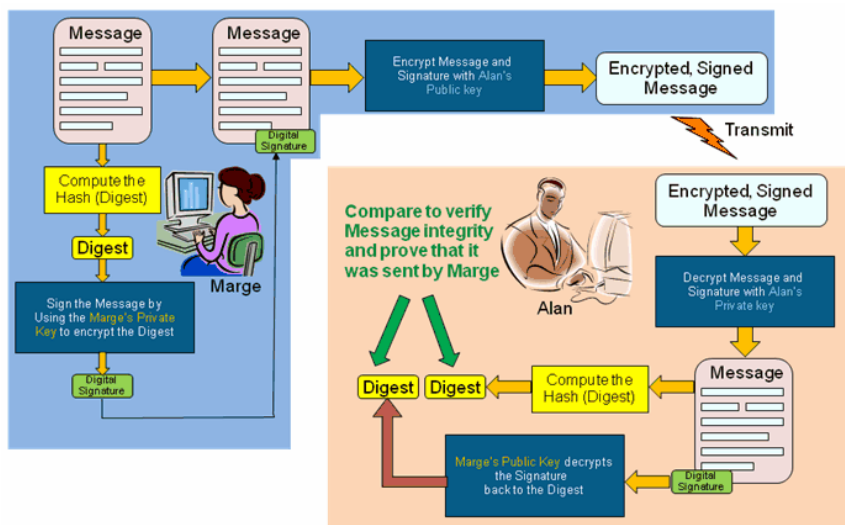 Message
Message
Digital
Signature
Encrypt Message and
Signature with Alan's
Public key
Encrypted, Signed
Message
Transmit
Compute the
Hash (Digest)
Digest
Marge
Sign the Message by
Using the Marge's Private
Key to encrypt the Digest
Digital
Signature
Compare to verify
Message integrity
and prove that it
was sent by Marge
Alan
Encrypted, Signed
Message
Decrypt Message and
Signature with Alan's
Private key
Message
Digest
Digest
Compute the
Hash (Digest)
Marge's Public Key decrypts
the Signature
back to the Digest
Digital
Signature